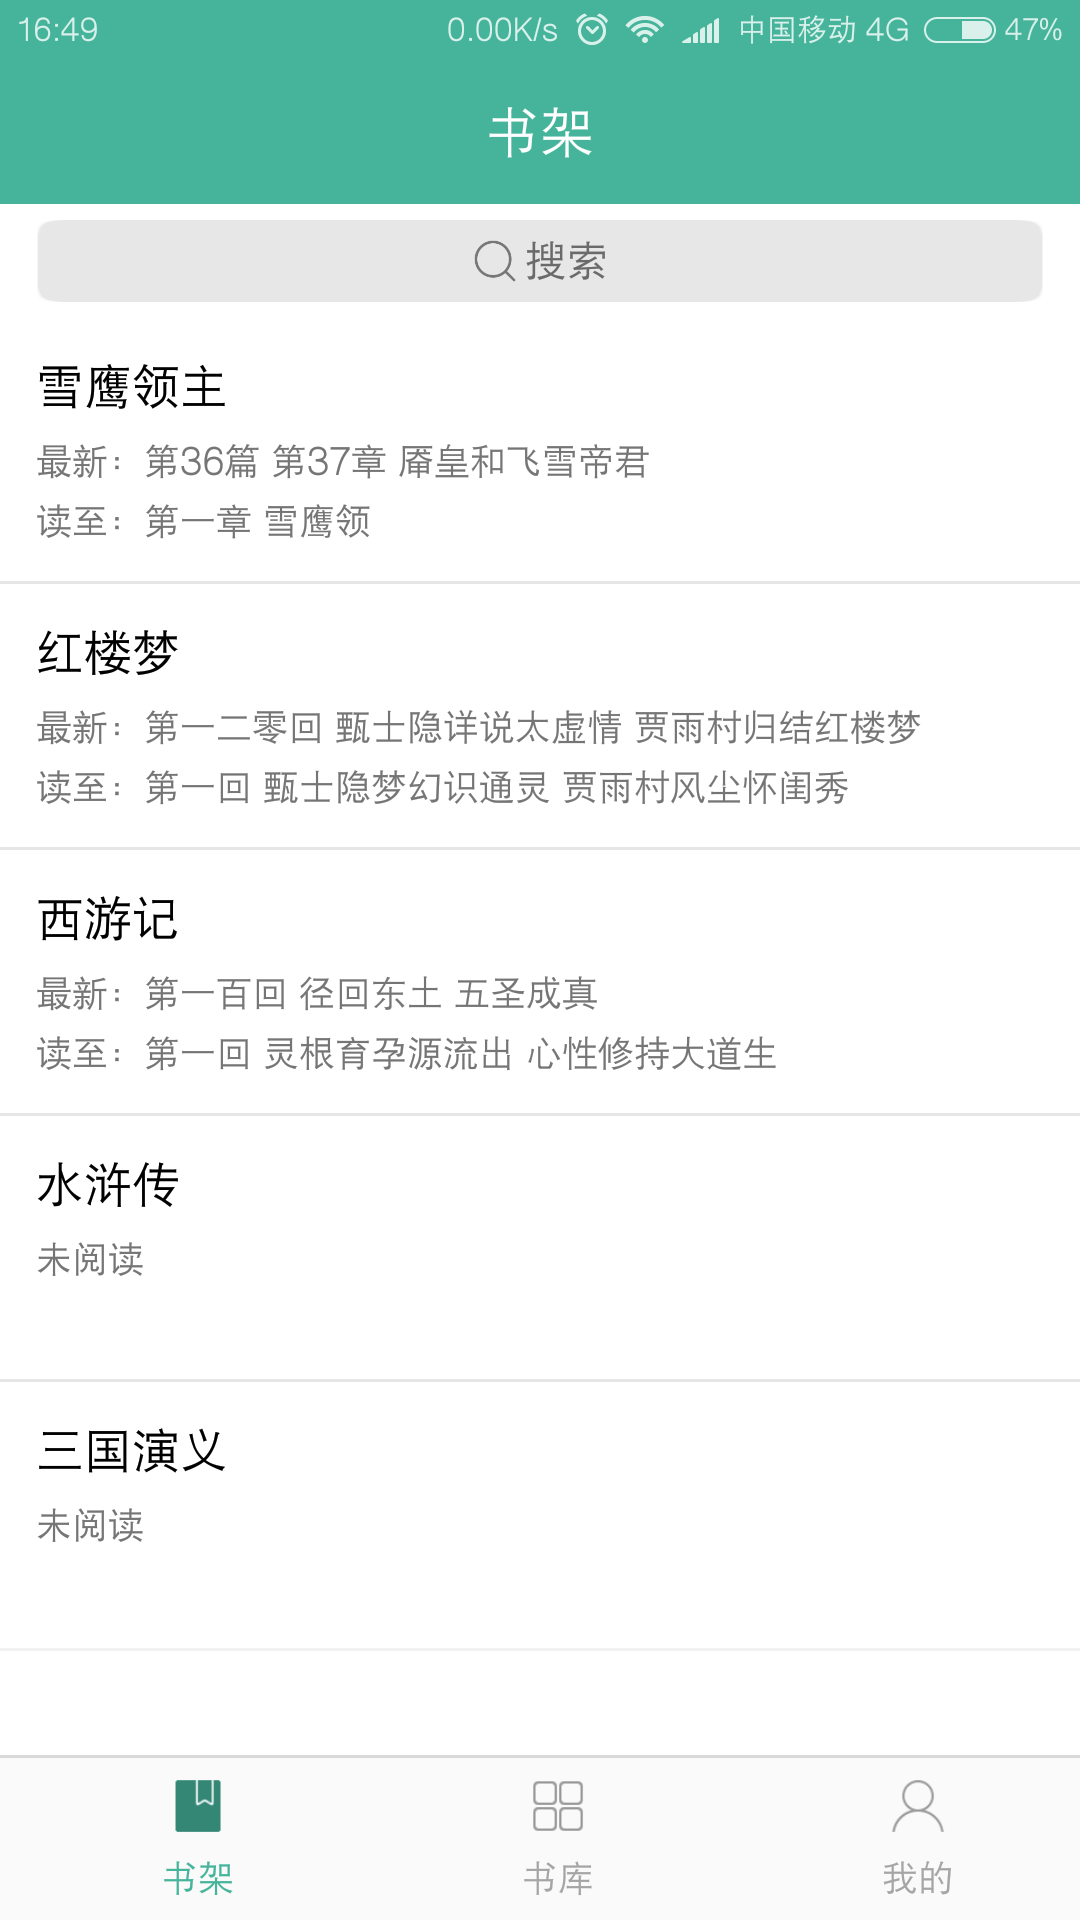 16:49 0.00K/s 中国移动 4G 47%
书架
搜索
雪鹰领主
最新：第36篇 第37章 屠皇和飞雪帝君
读至：第一章 雪鹰领
红楼梦
最新：第一二零回 甄士隐详说太虚情 贾雨村归结红楼梦
读至：第一回 甄士隐梦幻识通灵 贾雨村风尘怀闺秀
西游记
最新：第一百回 径回东土 五圣成真
读至：第一回 灵根育孕源流出 心性修持大道生
水浒传
未阅读
三国演义
未阅读
书架 书库 我的